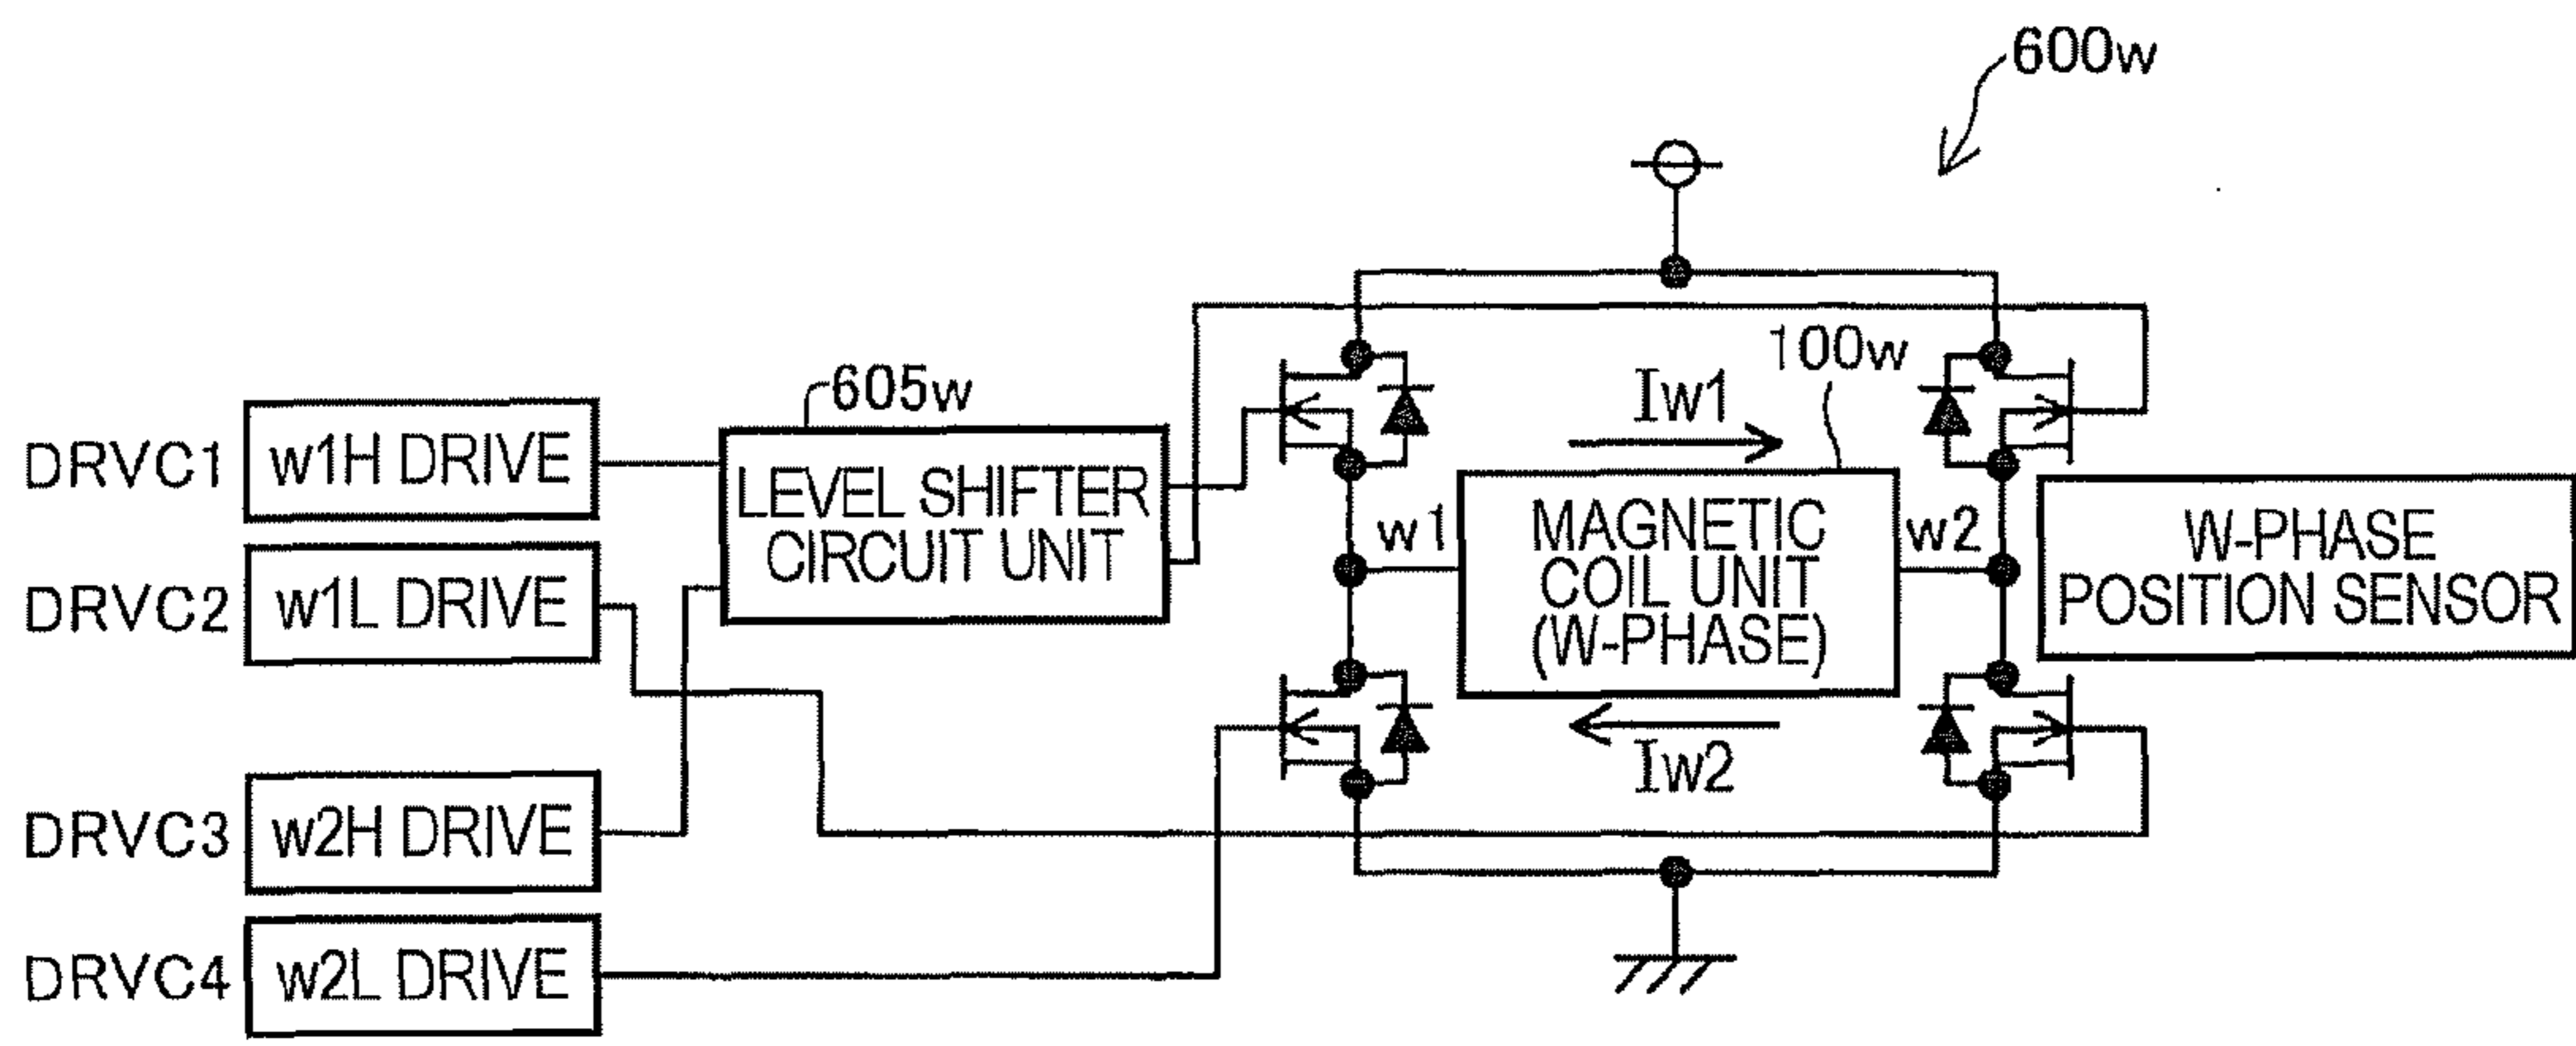 600w
100w
605w
Iw1
DRVC1
w1H DRIVE
LEVEL SHIFTER
CIRCUIT UNIT
w1
MAGNETIC
COIL UNIT
(W-PHASE)
w2
W-PHASE
POSITION SENSOR
DRVC2
w1L DRIVE
Iw2
DRVC3
w2H DRIVE
DRVC4
w2L DRIVE